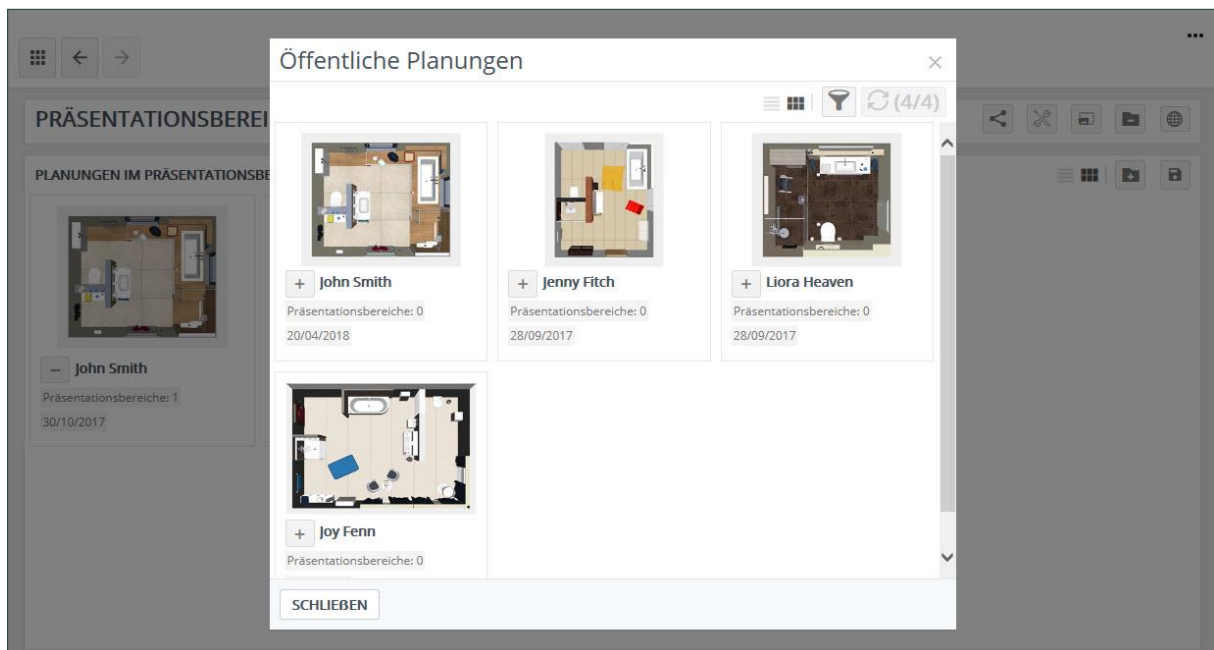 Öffentliche Planungen
(4/4)
PRÄSENTATIONSBEREI
PLANUNGEN IM PRÄSENTATIONSBE
John Smith
Präsentationsbereiche: 1
30/10/2017
John Smith
Präsentationsbereiche: 0
20/04/2018
Jenny Fitch
Präsentationsbereiche: 0
28/09/2017
Liora Heaven
Präsentationsbereiche: 0
28/09/2017
Joy Fenn
Präsentationsbereiche: 0
SCHLIEßEN